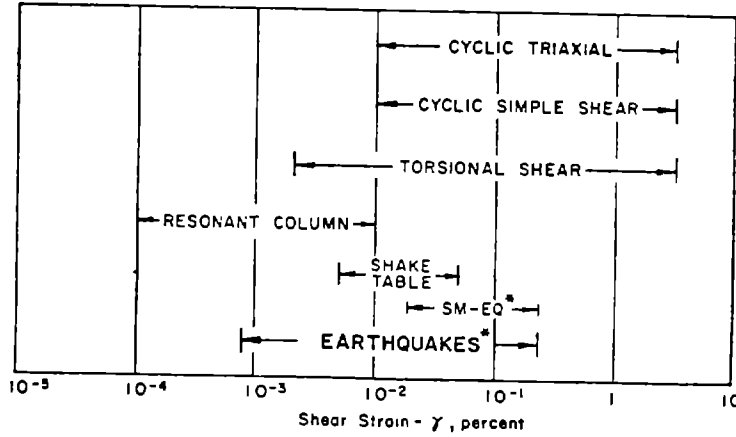 CYCLIC TRIAXIAL
CYCLIC SIMPLE SHEAR
TORSIONAL SHEAR
RESONANT COLUMN
SHAKE
TABLE
SM-EQ*
EARTHQUAKES*
10-5 10-4 10-3 10-2 10-1 1 10
Shear Strain - γ, percent